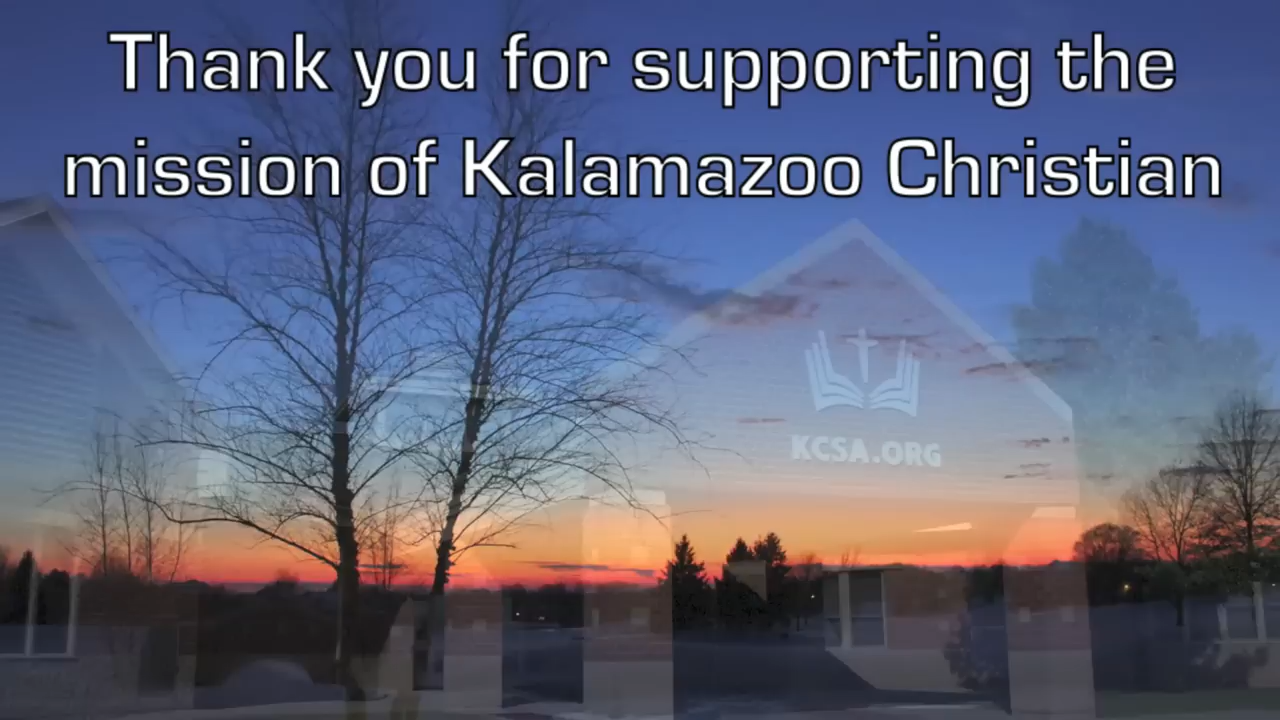 Thank you for supporting the
mission of Kalamazoo Christian
KCSA.ORG